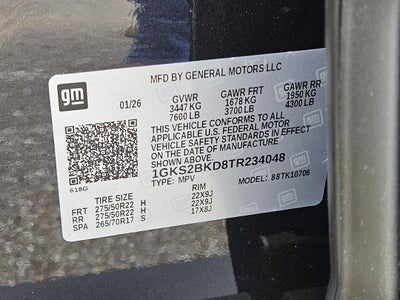 MFD BY GENERAL MOTORS LLC
gm
01/26 GVWR GAWR FRT GAWR RR
3447 KG 1678 KG 1950 KG
7600 LB 3700 LB 4300 LB
THIS VEHICLE CONFORMS TO ALL
APPLICABLE U.S. FEDERAL MOTOR
VEHICLE SAFETY STANDARDS IN EFFECT
ON THE DATE OF MANUFACTURE
SHOWN ABOVE.
1GKS2BKD8TR234048
618G TYPE: MPV MODEL: 88TK10706
TIRE SIZE RIM
FRT 275/50R22 H 22X9J
RR 275/50R22 H 22X9J
SPA 265/70R17 S 17X8J